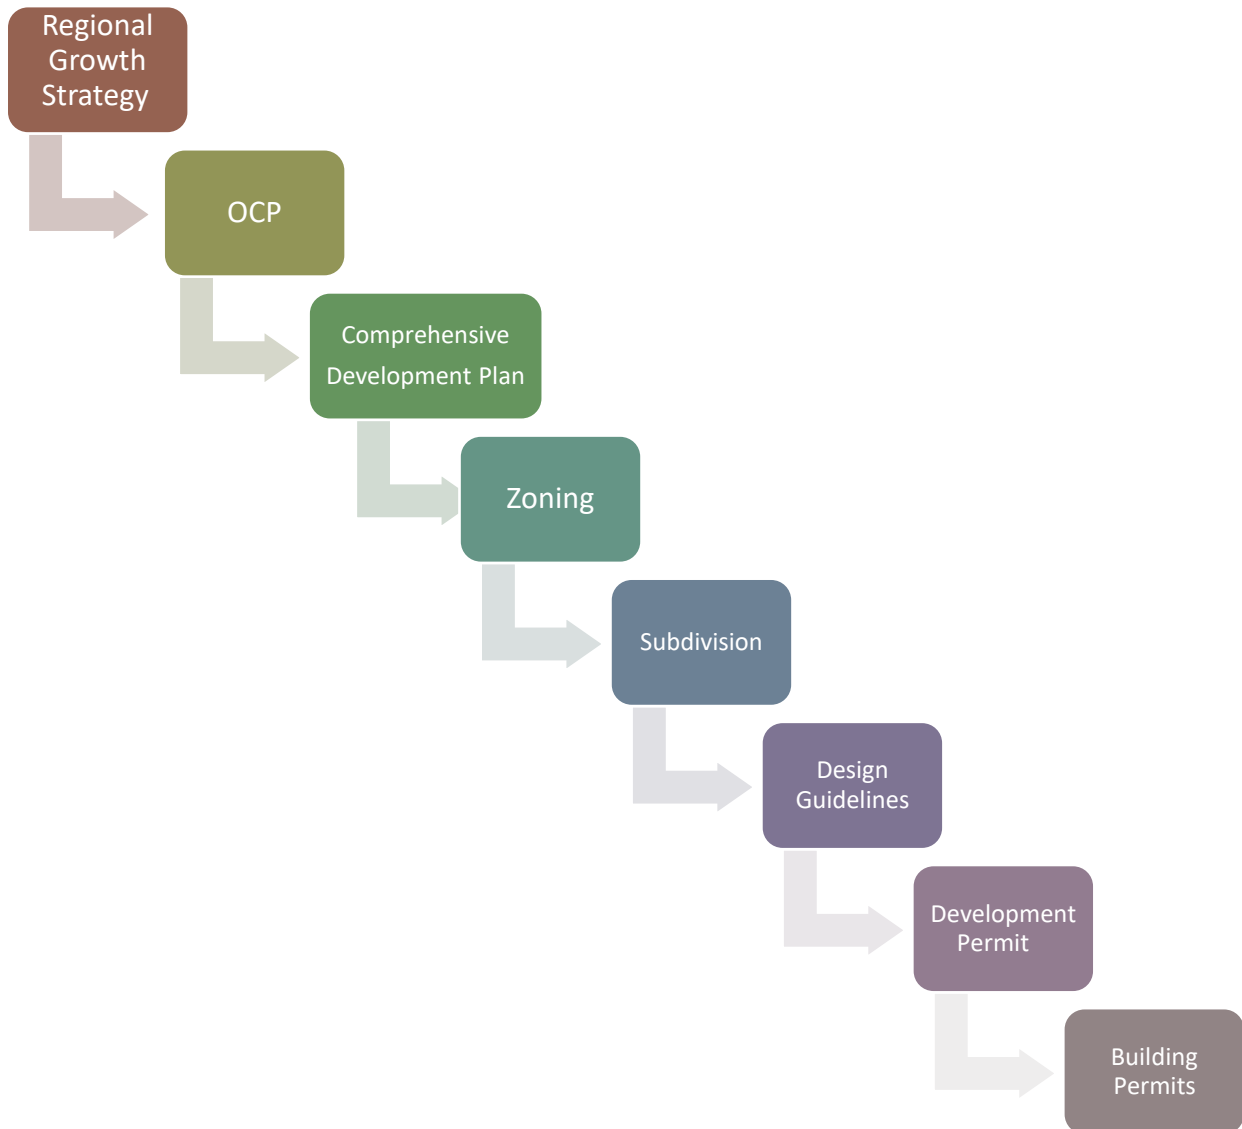 Regional
Growth
Strategy
OCP
Comprehensive
Development Plan
Zoning
Subdivision
Design
Guidelines
Development
Permit
Building
Permits